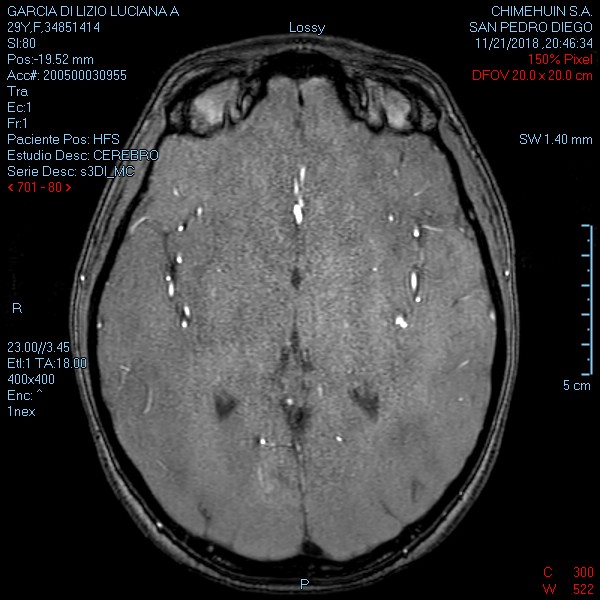 GARCIA DI LIZIO LUCIANA A
29Y,F,34851414
Sl:80
Pos:-19.52 mm
Acc#: 200500030955
Tra
Ec:1
Fr:1
Paciente Pos: HFS
Estudio Desc: CEREBRO
Serie Desc: s3DI_MC
< 701 - 80 >
Lossy
CHIMEHUIN S.A.
SAN PEDRO DIEGO
11/21/2018 ,20:46:34
150% Pixel
DFOV 20.0 x 20.0 cm
SW 1.40 mm
R
5 cm
23.00//3.45
Etl:1 TA:18.00
400x400
Enc: ^
1nex
P
C 300
W 522